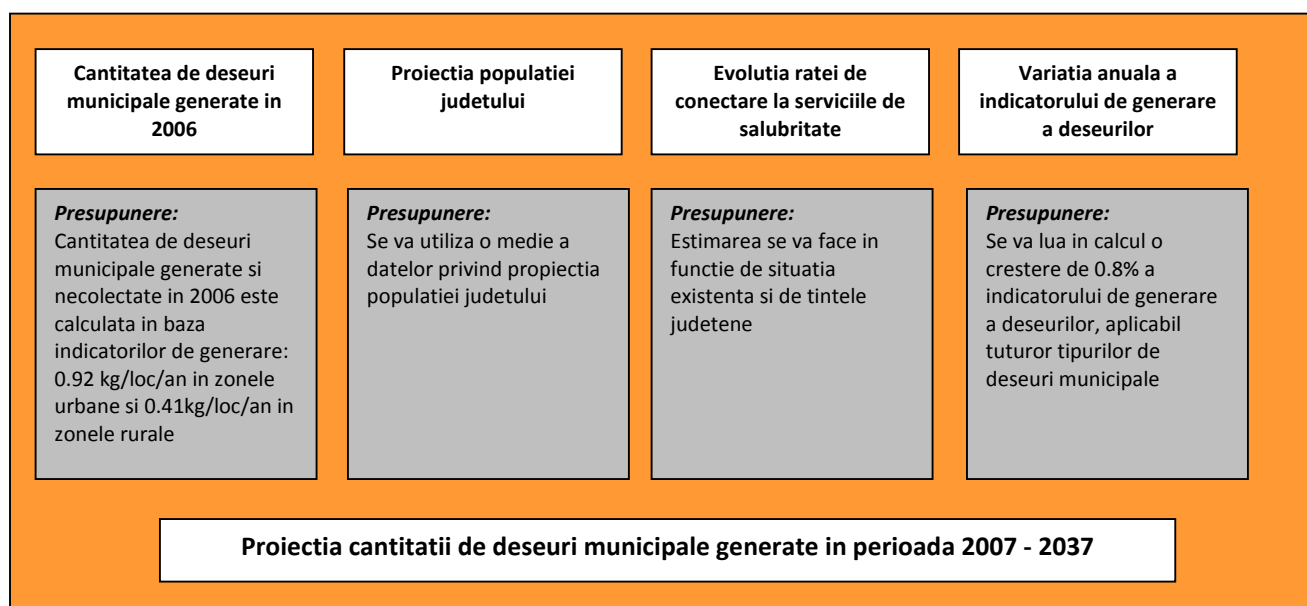 Cantitatea de deseuri
municipale generate in
2006
Proiectia populatiei
judetului
Evolutia ratei de
conectare la serviciile de
salubritate
Variatia anuala a
indicatorului de generare
a deseurilor
Presupunere:
Cantitatea de deseuri
municipale generate si
necolectate in 2006 este
calculata in baza
indicatorilor de generare:
0.92 kg/loc/an in zonele
urbane si 0.41kg/loc/an in
zonele rurale
Presupunere:
Se va utiliza o medie a
datelor privind propiectia
populatiei judetului
Presupunere:
Estimarea se va face in
functie de situatia
existenta si de tintele
judetene
Presupunere:
Se va lua in calcul o
crestere de 0.8% a
indicatorului de generare
a deseurilor, aplicabil
tuturor tipurilor de
deseuri municipale
Proiectia cantitatii de deseuri municipale generate in perioada 2007 - 2037